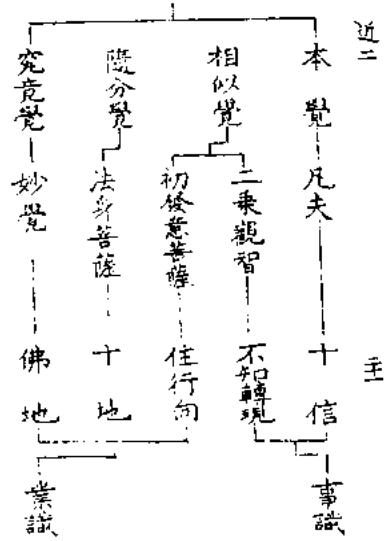 近二
本覺
凡夫
十信
相似覺
二乘觀智
不知轉現
初發意菩薩
住行向
隨分覺
法身菩薩
十地
究竟覺
妙覺
佛地
事識
業識